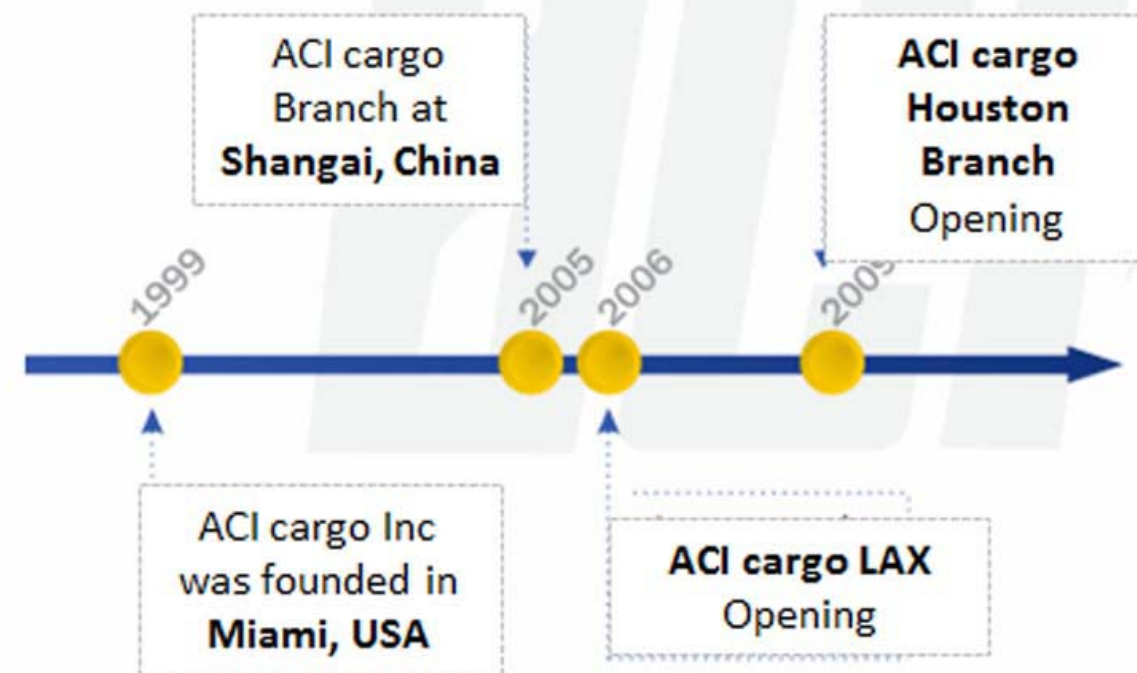 ACI cargo
Branch at
Shangai, China
ACI cargo
Houston
Branch
Opening
1999
2005
2006
2009
ACI cargo Inc
was founded in
Miami, USA
ACI cargo LAX
Opening